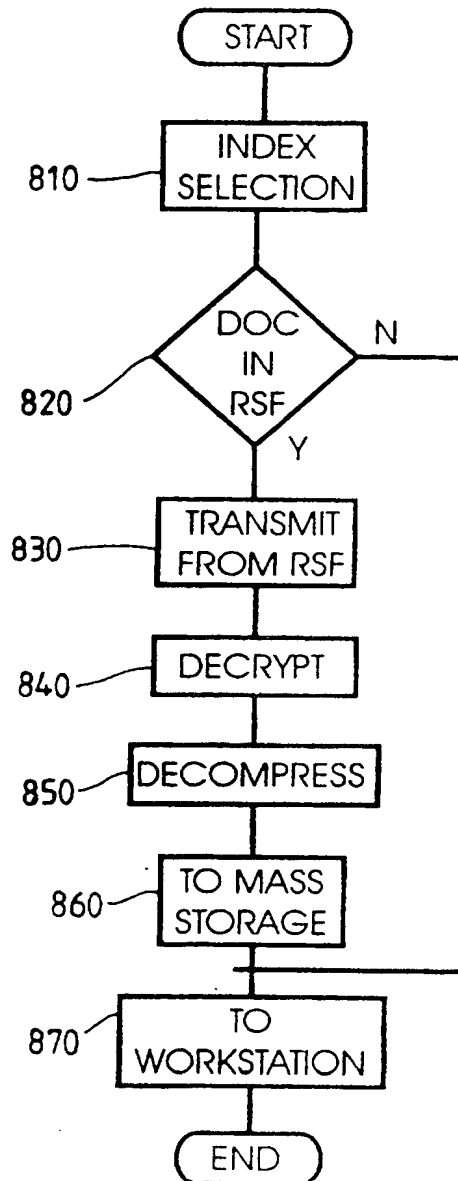 START
810
INDEX
SELECTION
820
DOC
IN
RSF
N
Y
830
TRANSMIT
FROM RSF
840
DECRYPT
850
DECOMPRESS
860
TO MASS
STORAGE
870
TO
WORKSTATION
END